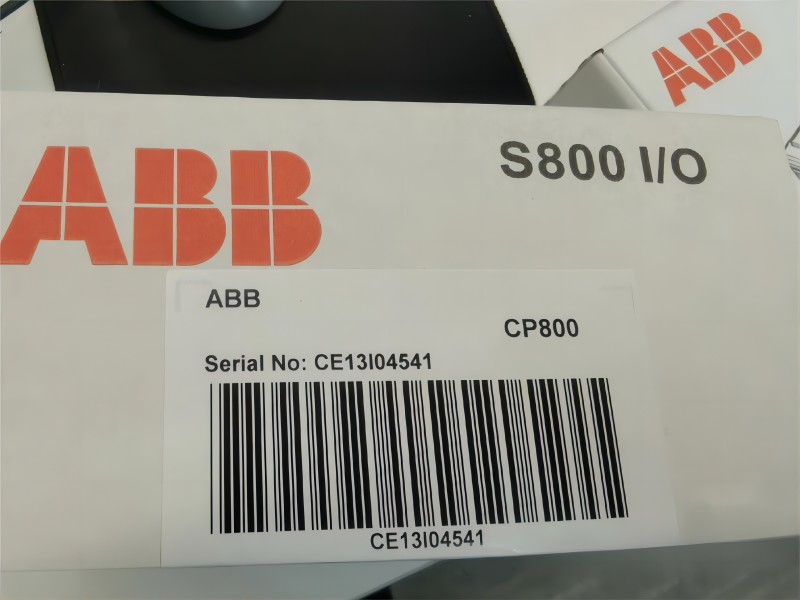 ABB
ABB
S800 I/O
ABB
CP800
Serial No: CE13I04541
CE13I04541